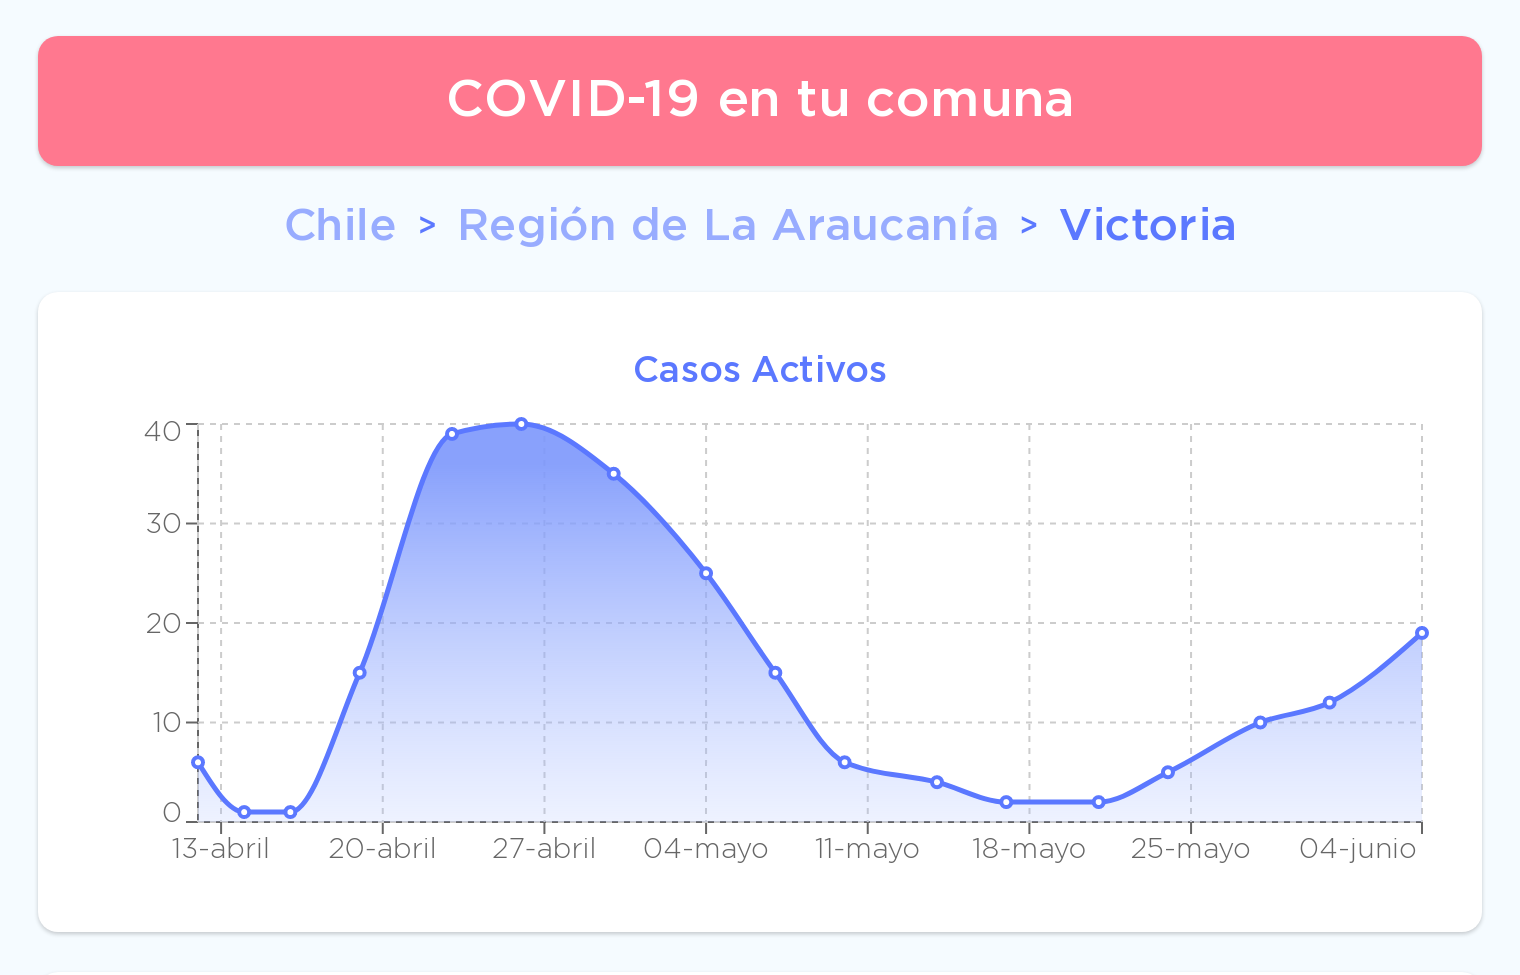 COVID-19 en tu comuna
Chile > Región de La Araucanía > Victoria
Casos Activos
40
30
20
10
0
13-abril 20-abril 27-abril 04-mayo 11-mayo 18-mayo 25-mayo 04-junio